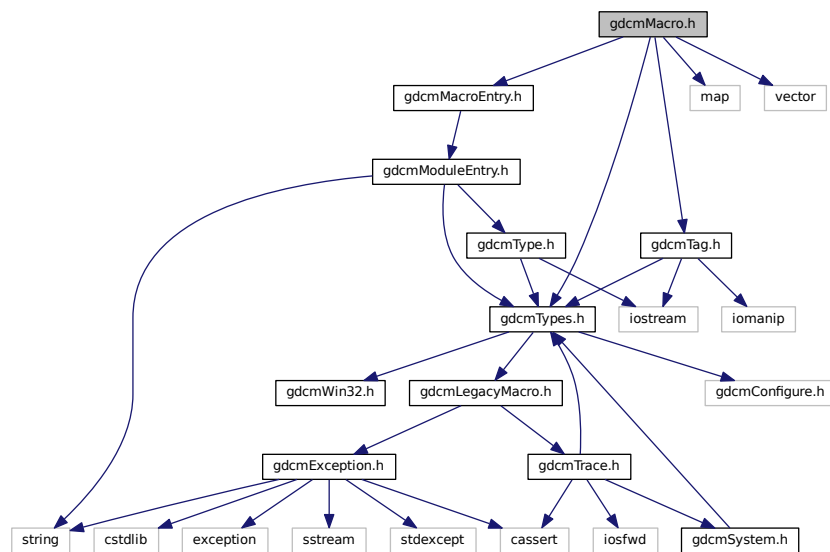 gdcmMacro.h
gdcmMacroEntry.h
map
vector
gdcmModuleEntry.h
gdcmType.h
gdcmTag.h
gdcmTypes.h
iostream
iomanip
gdcmWin32.h
gdcmLegacyMacro.h
gdcmConfigure.h
gdcmException.h
gdcmTrace.h
string
cstdlib
exception
sstream
stdexcept
cassert
iosfwd
gdcmSystem.h